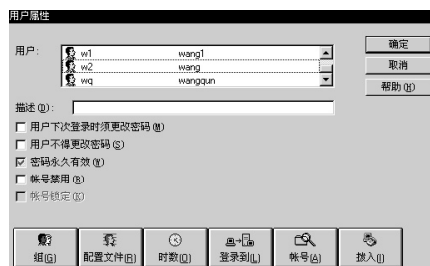 用户属性
用户:
w1 wang1
w2 wang
wq wangqun
确定
取消
帮助(H)
描述(D):
用户下次登录时须更改密码(M)
用户不得更改密码(S)
密码永久有效(W)
帐号禁用(B)
帐号锁定(K)
组(G)
配置文件(R)
时数(O)
登录到(L)
帐号(A)
拨入(I)